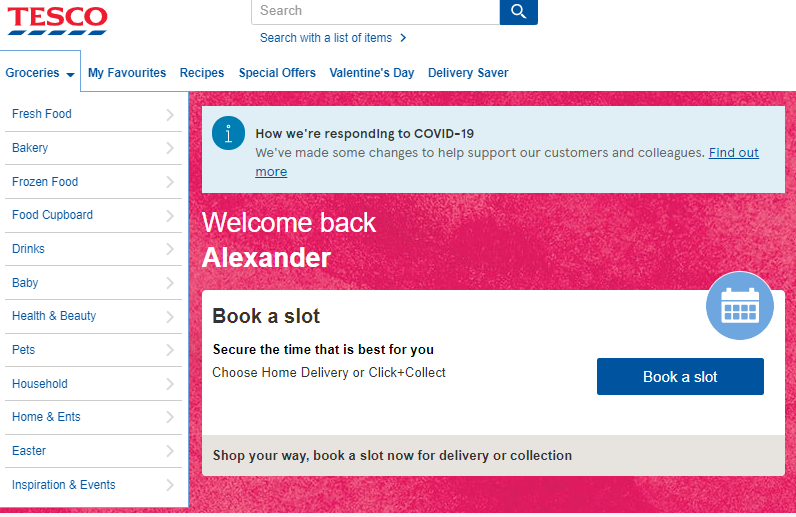 TESCO
Search
Search with a list of items
Groceries
My Favourites
Recipes
Special Offers
Valentine's Day
Delivery Saver
Fresh Food
Bakery
Frozen Food
Food Cupboard
Drinks
Baby
Health & Beauty
Pets
Household
Home & Ents
Easter
Inspiration & Events
i
How we're responding to COVID-19
We've made some changes to help support our customers and colleagues. Find out
more
Welcome back
Alexander
Book a slot
Secure the time that is best for you
Choose Home Delivery or Click+Collect
Book a slot
Shop your way, book a slot now for delivery or collection